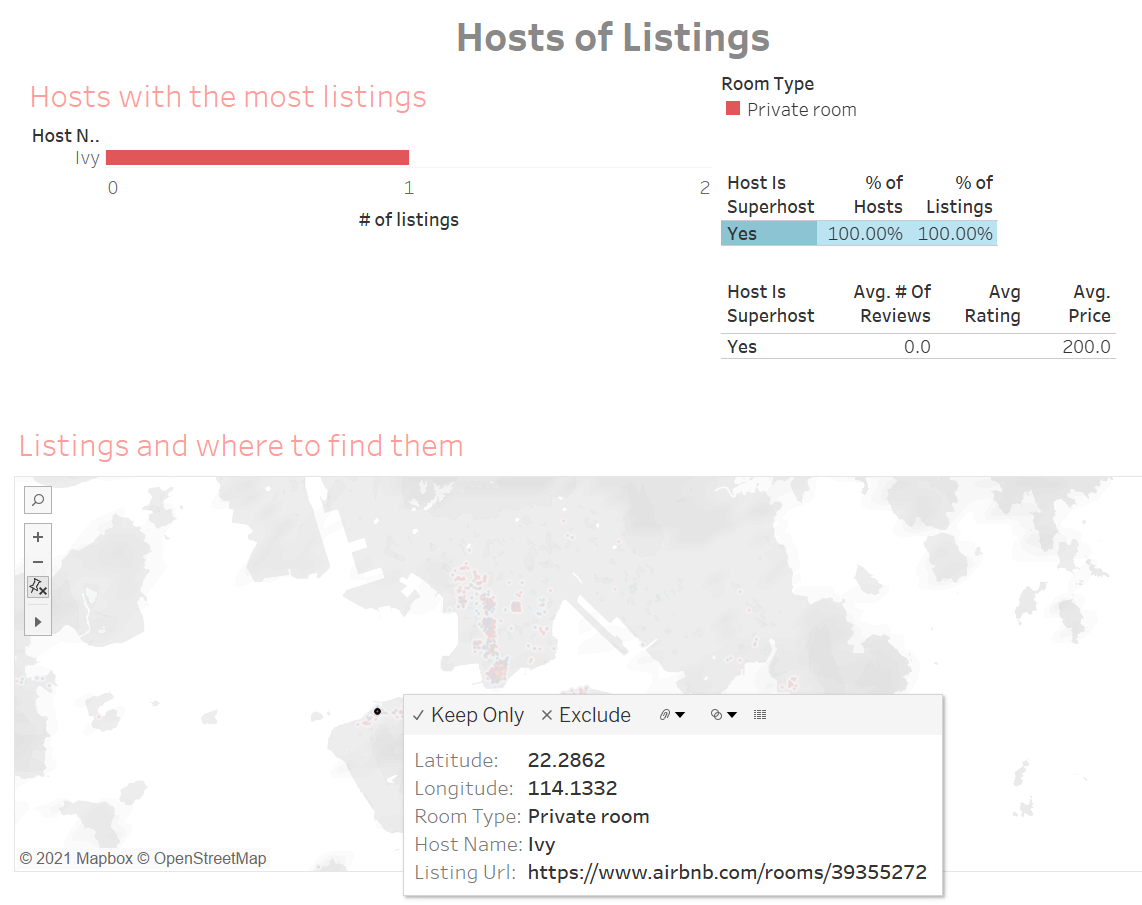 Hosts of Listings
Hosts with the most listings
Host N..
Ivy
0 1 2
# of listings
Room Type
Private room
Host Is % of % of
Superhost Hosts Listings
Yes 100.00% 100.00%
Host Is Avg. # Of Avg Avg.
Superhost Reviews Rating Price
Yes 0.0 200.0
Listings and where to find them
Keep Only Exclude
Latitude: 22.2862
Longitude: 114.1332
Room Type: Private room
Host Name: Ivy
Listing Url: https://www.airbnb.com/rooms/39355272
© 2021 Mapbox © OpenStreetMap